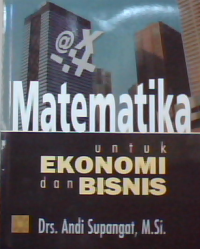 Matematika
untuk
EKONOMI
dan BISNIS
Drs. Andi Supangat, M.Si.